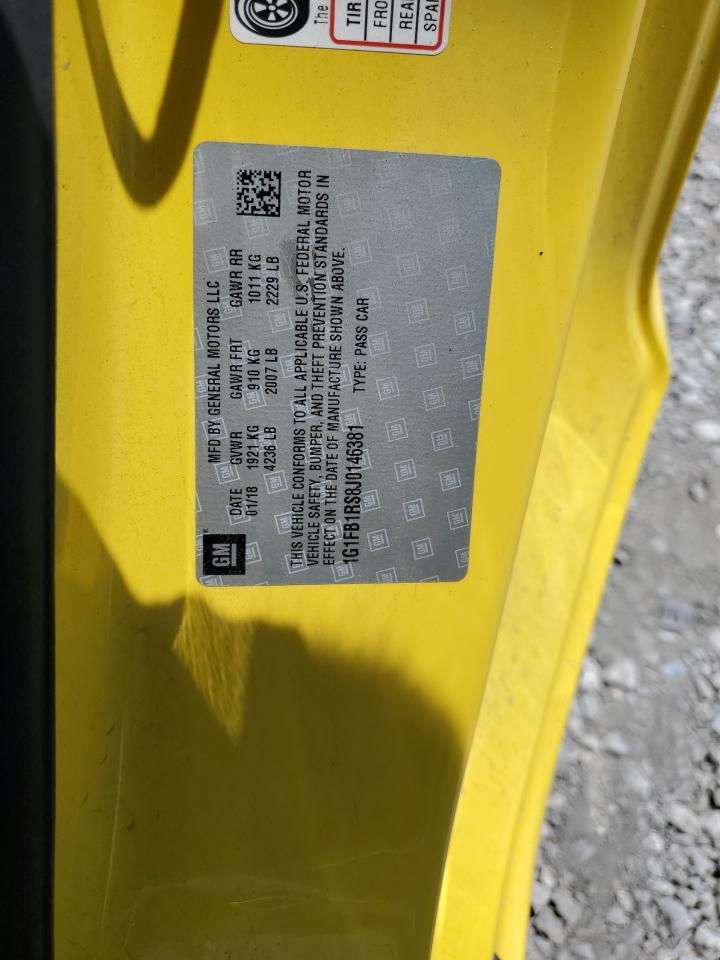 The
TIR
FRO
REA
SPA
MFD BY GENERAL MOTORS LLC
DATE GVWR GAWR FRT GAWR RR
01/18 1921 KG 910 KG 1011 KG
4236 LB 2007 LB 2229 LB
THIS VEHICLE CONFORMS TO ALL APPLICABLE U.S. FEDERAL MOTOR
VEHICLE SAFETY, BUMPER, AND THEFT PREVENTION STANDARDS IN
EFFECT ON THE DATE OF MANUFACTURE SHOWN ABOVE.
1G1FB1RS8J0146381 TYPE: PASS CAR
GM